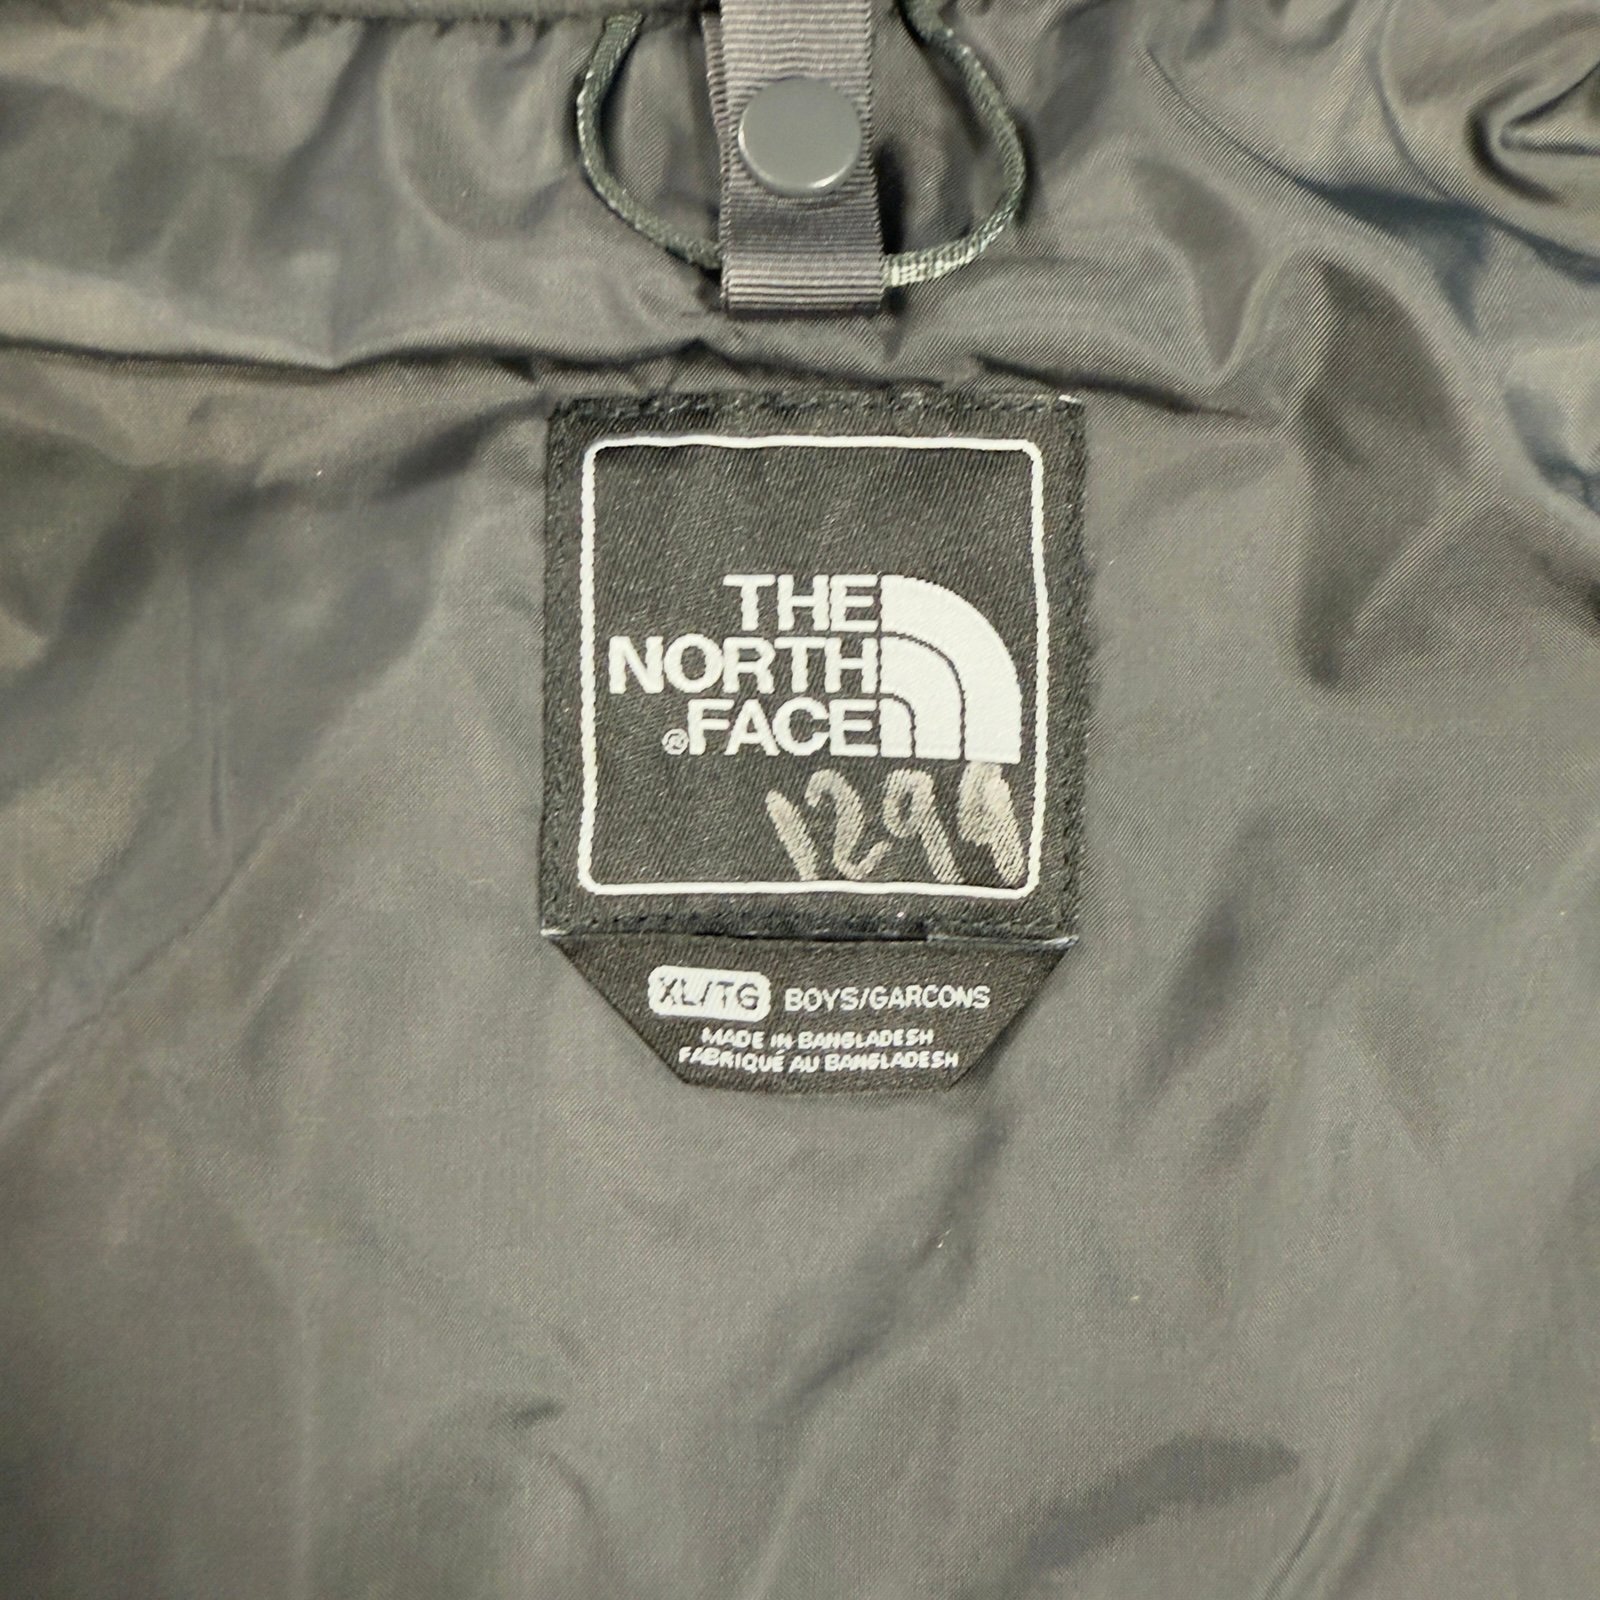 THE
NORTH
®FACE
1299
XL/TG BOYS/GARCONS
MADE IN BANGLADESH
FABRIQUÉ AU BANGLADESH